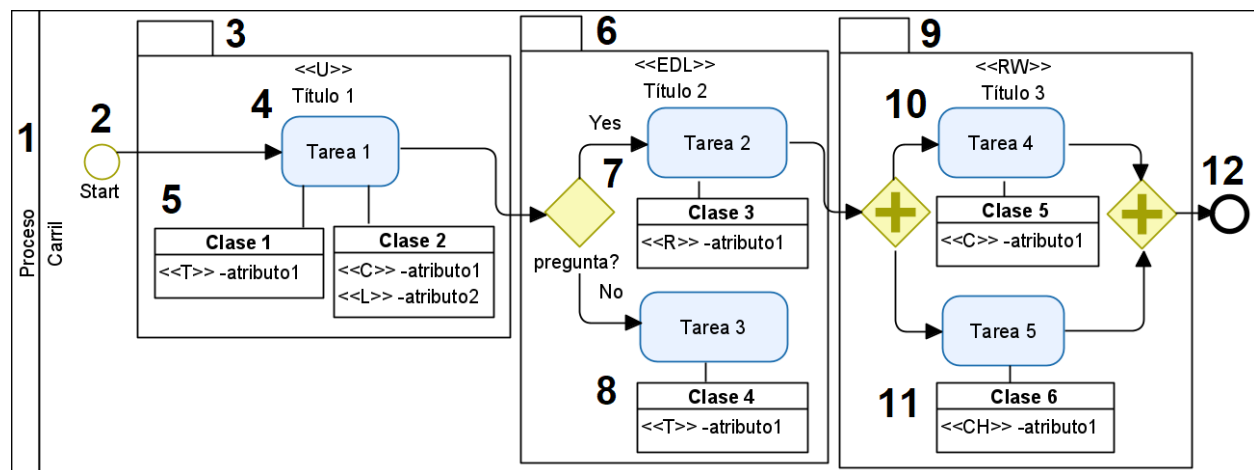 1
Proceso
Carril
2
Start
3
<<U>>
Título 1
4
Tarea 1
5
Clase 1
<<T>> -atributo1
Clase 2
<<C>> -atributo1
<<L>> -atributo2
6
<<EDL>>
Título 2
Yes
7
pregunta?
No
Tarea 2
Clase 3
<<R>> -atributo1
Tarea 3
8
Clase 4
<<T>> -atributo1
9
<<RW>>
Título 3
10
Tarea 4
Clase 5
<<C>> -atributo1
Tarea 5
11
Clase 6
<<CH>> -atributo1
12